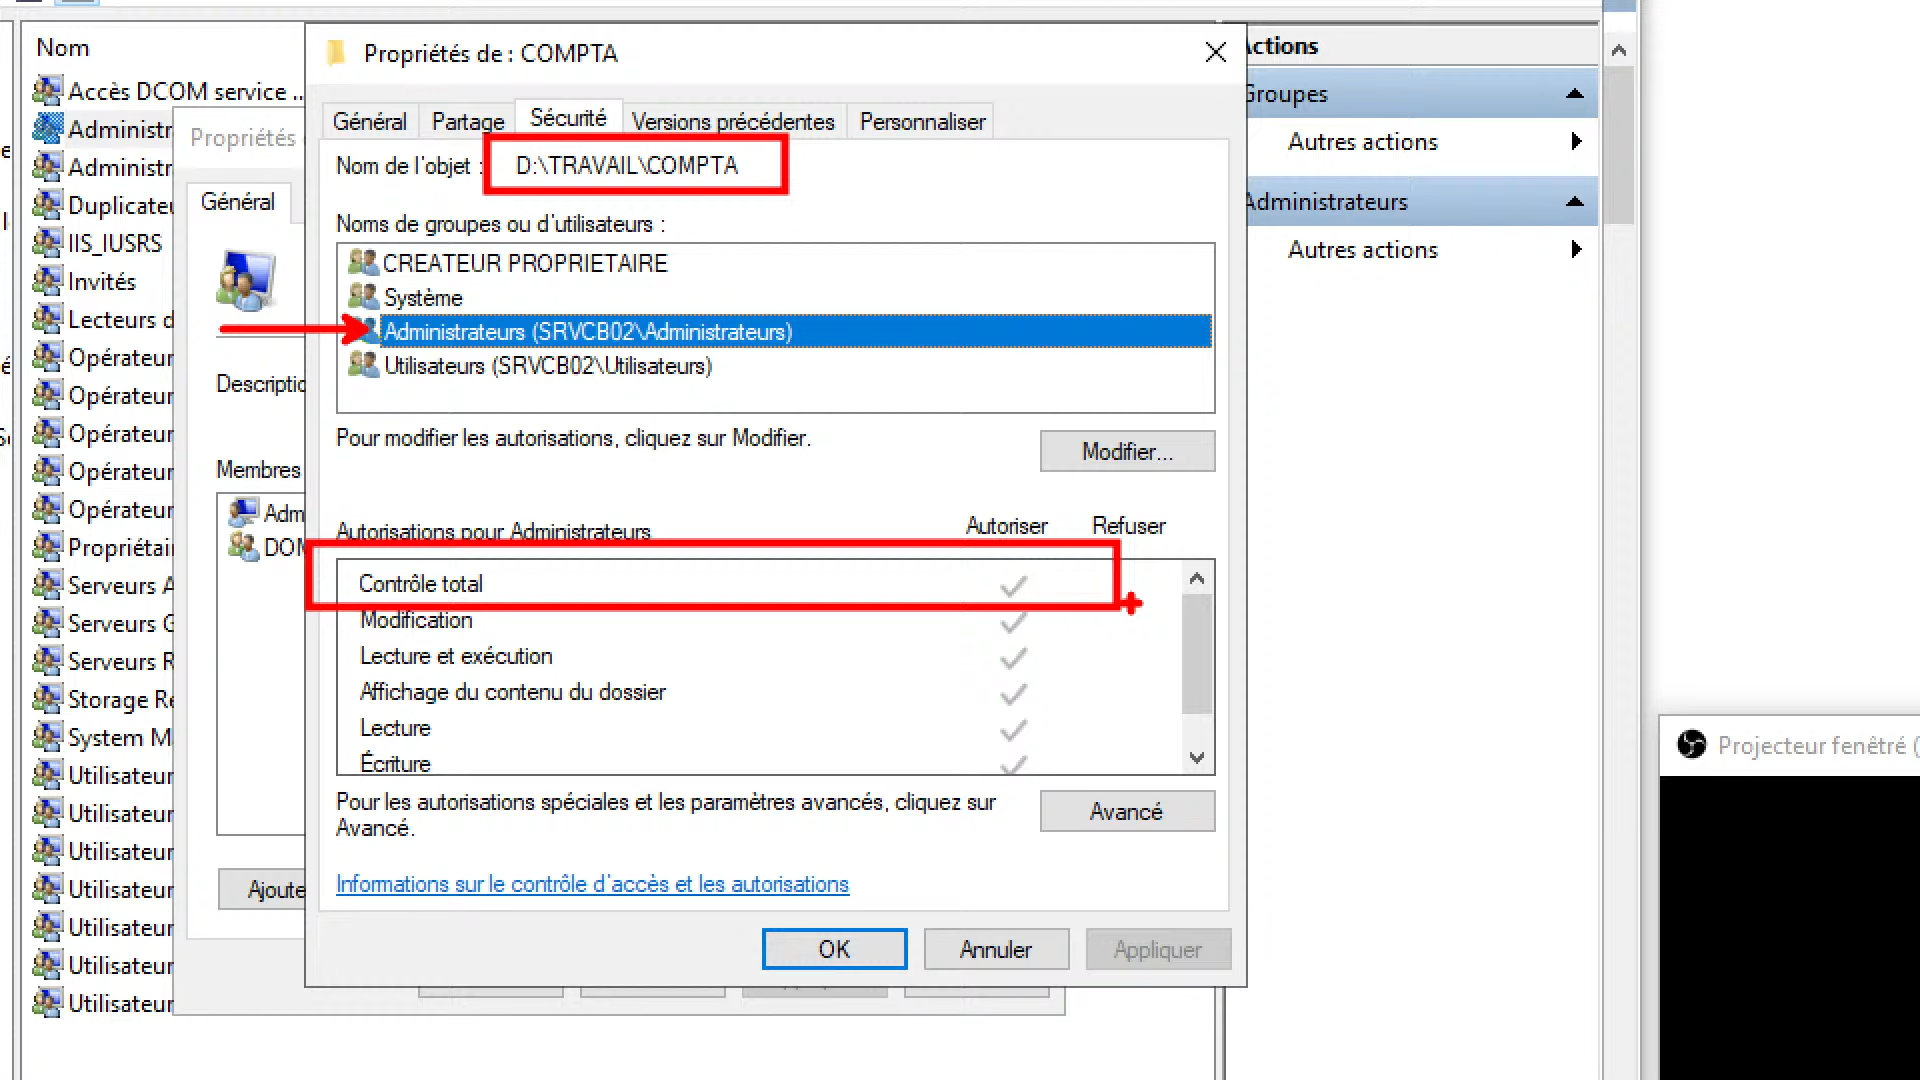 Nom
Accès DCOM service ...
Administr
Administr
Duplicateu
IIS_IUSRS
Invités
Lecteurs d
Opérateur
Opérateur
Opérateur
Opérateur
Opérateur
Propriétai
Serveurs A
Serveurs
Serveurs R
Storage Re
System M
Utilisateur
Utilisateur
Utilisateur
Utilisateur
Utilisateur
Utilisateur
Utilisateur
Propriétés
Général
Descriptio
Membres
Adm
DOM
Ajoute
Propriétés de : COMPTA
Général Partage Sécurité Versions précédentes Personnaliser
Nom de l'objet : D:\TRAVAIL\COMPTA
Noms de groupes ou d'utilisateurs :
CREATEUR PROPRIETAIRE
Système
Administrateurs (SRVCB02\Administrateurs)
Utilisateurs (SRVCB02\Utilisateurs)
Pour modifier les autorisations, cliquez sur Modifier.
Modifier...
Autorisations pour Administrateurs Autoriser Refuser
Contrôle total
Modification
Lecture et exécution
Affichage du contenu du dossier
Lecture
Écriture
Pour les autorisations spéciales et les paramètres avancés, cliquez sur
Avancé.
Avancé
Informations sur le contrôle d'accès et les autorisations
OK Annuler Appliquer
Actions
Groupes
Autres actions
Administrateurs
Autres actions
Projecteur fenêtré (